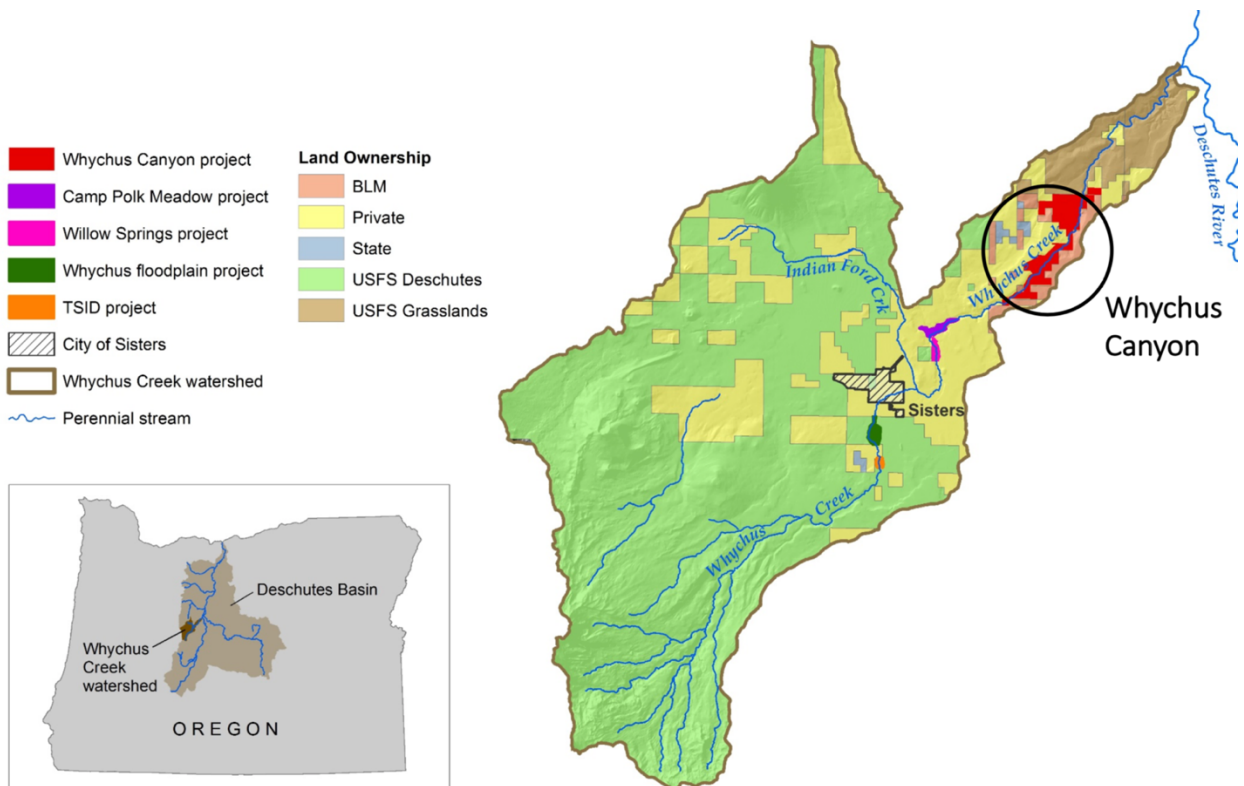 Whychus Canyon project
Camp Polk Meadow project
Willow Springs project
Whychus floodplain project
TSID project
City of Sisters
Whychus Creek watershed
Perennial stream
Land Ownership
BLM
Private
State
USFS Deschutes
USFS Grasslands
Deschutes Basin
Whychus
Creek
watershed
OREGON
Deschutes River
Whychus Creek
Indian Ford Crk
Whychus
Canyon
Sisters
Whychus Creek